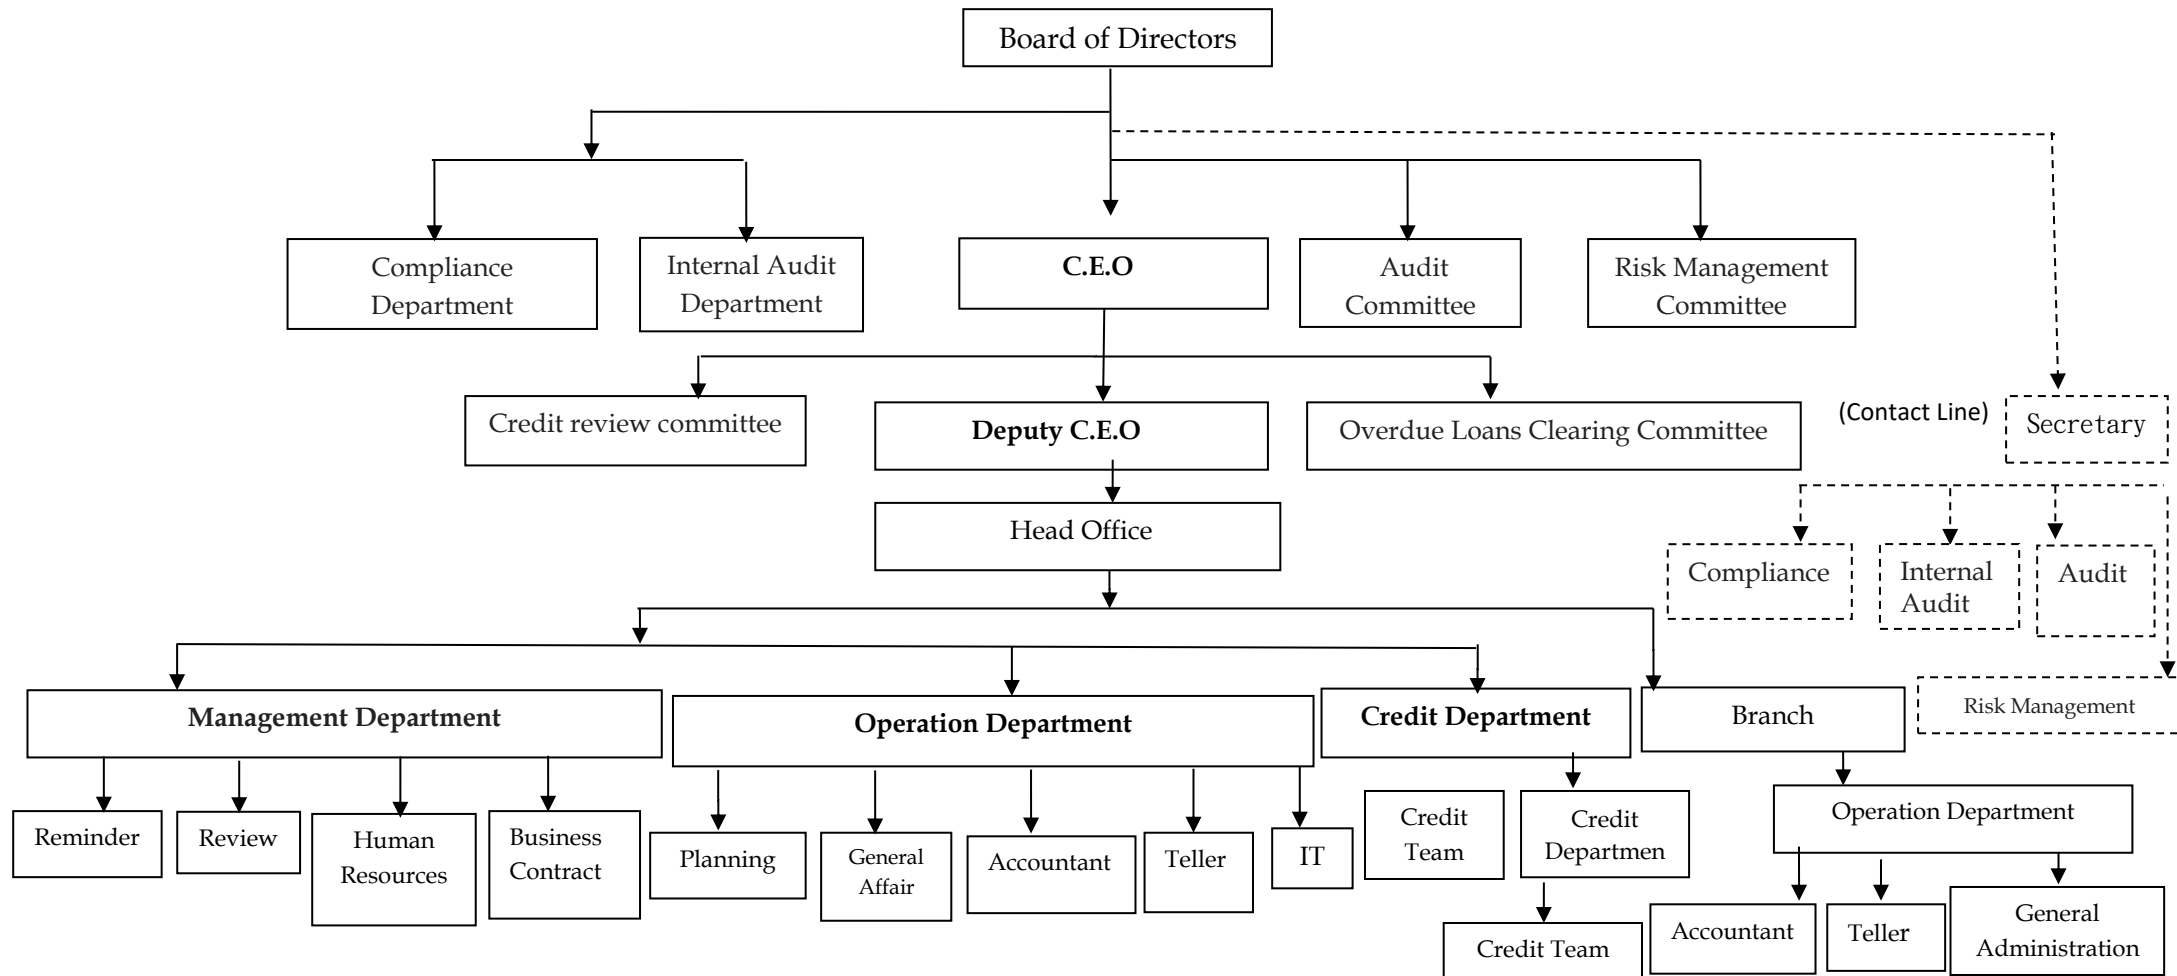 Board of Directors
Compliance
Department
Internal Audit
Department
C.E.O
Audit
Committee
Risk Management
Committee
Credit review committee
Deputy C.E.O
Overdue Loans Clearing Committee
(Contact Line)
Secretary
Head Office
Compliance
Internal
Audit
Audit
Management Department
Operation Department
Credit Department
Branch
Risk Management
Reminder
Review
Human
Resources
Business
Contract
Planning
General
Affair
Accountant
Teller
IT
Credit
Team
Credit
Departmen
Operation Department
Credit Team
Accountant
Teller
General
Administration